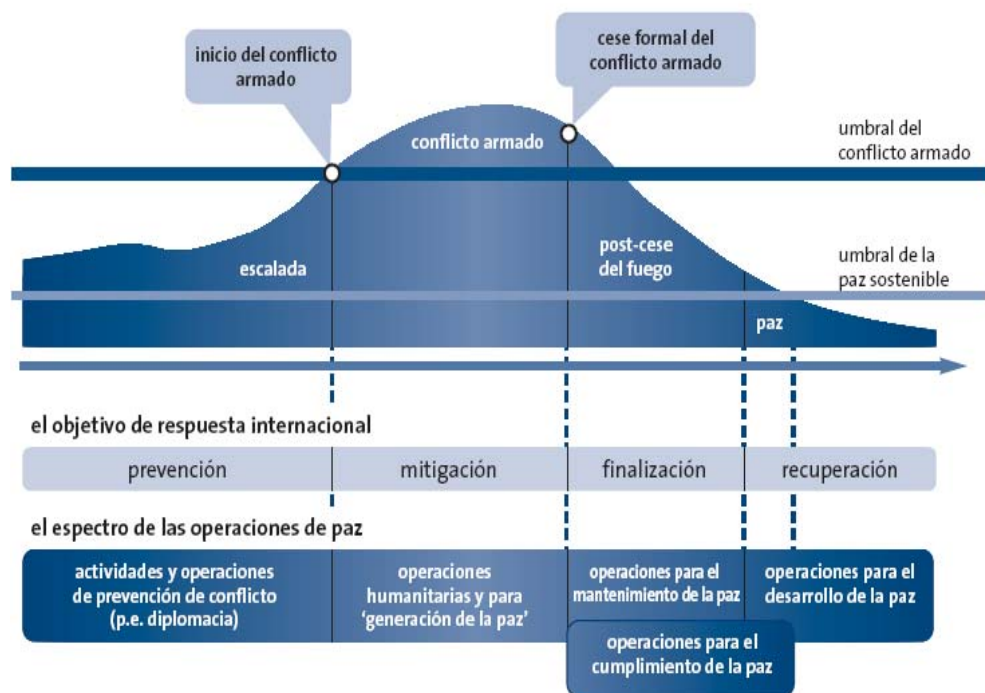 inicio del conflicto
armado
cese formal del
conflicto armado
conflicto armado
umbral del
conflicto armado
escalada
post-cese
del fuego
umbral de la
paz sostenible
paz
el objetivo de respuesta internacional
prevención
mitigación
finalización
recuperación
el espectro de las operaciones de paz
actividades y operaciones
de prevención de conflicto
(p.e. diplomacia)
operaciones
humanitarias y para
‘generación de la paz’
operaciones para el
mantenimiento de la paz
operaciones para el
desarrollo de la paz
operaciones para el
cumplimiento de la paz